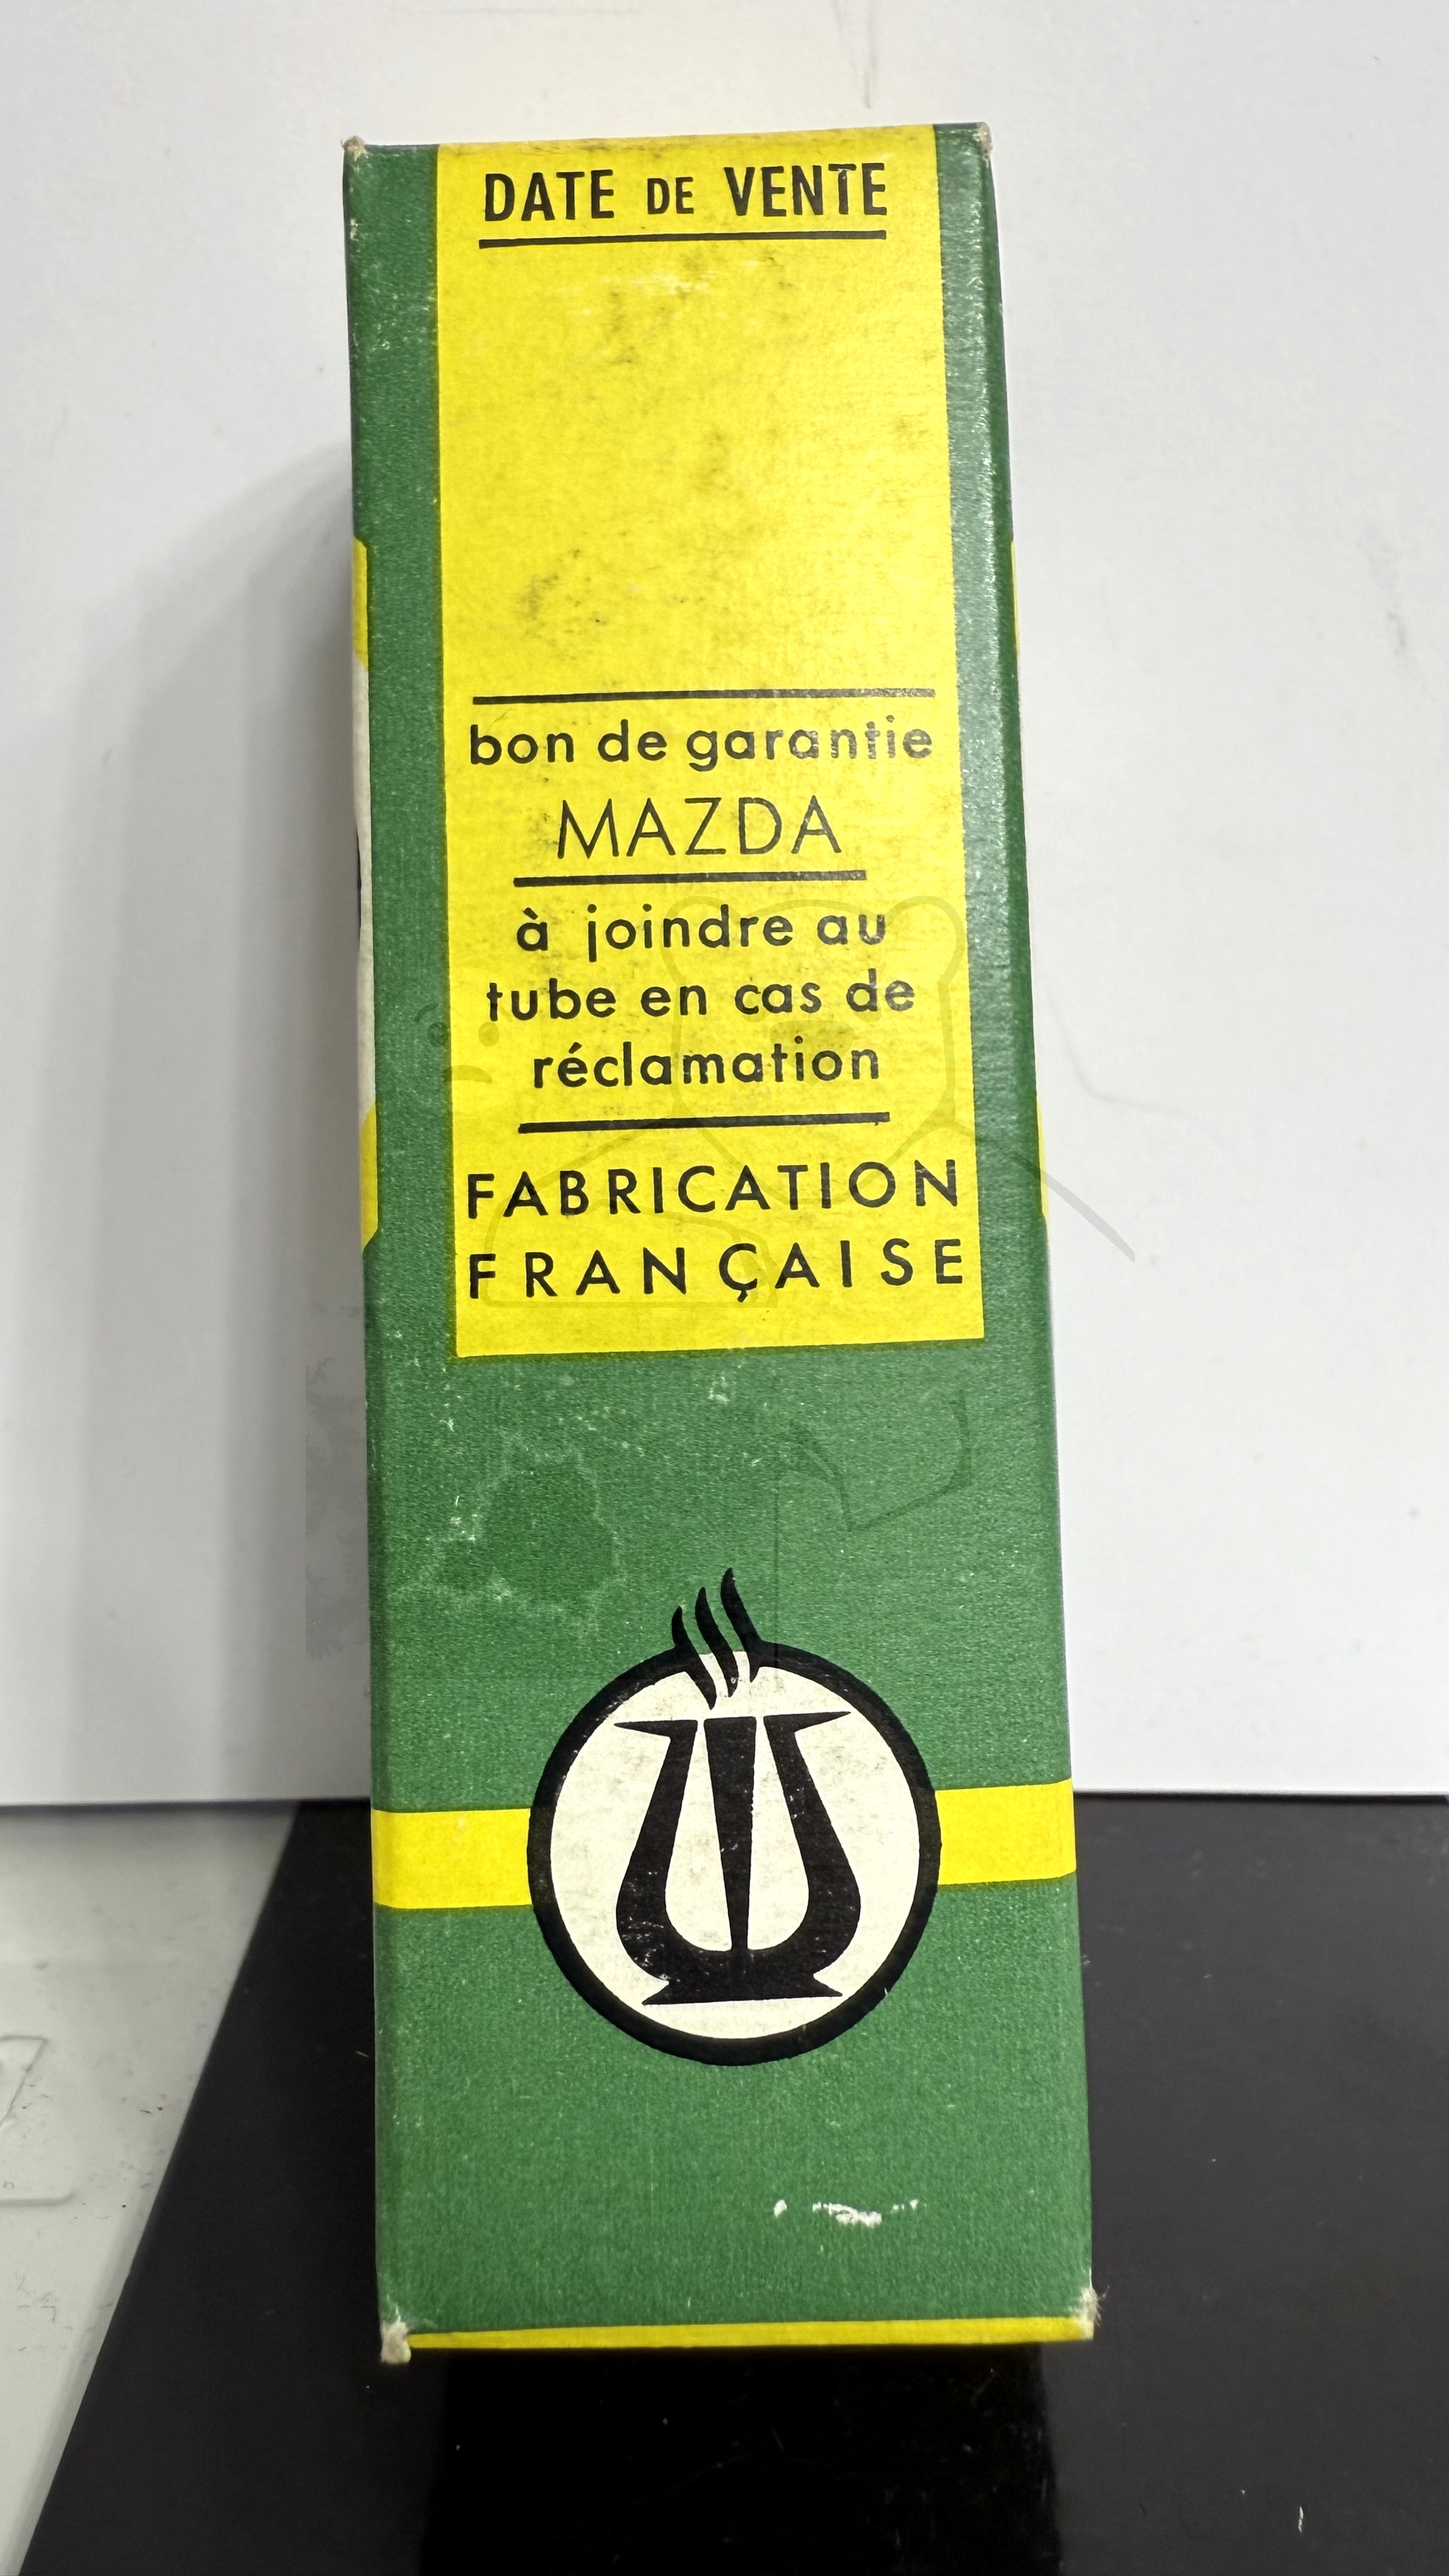 DATE DE VENTE
bon de garantie
MAZDA
à joindre au
tube en cas de
réclamation
FABRICATION
FRANÇAISE